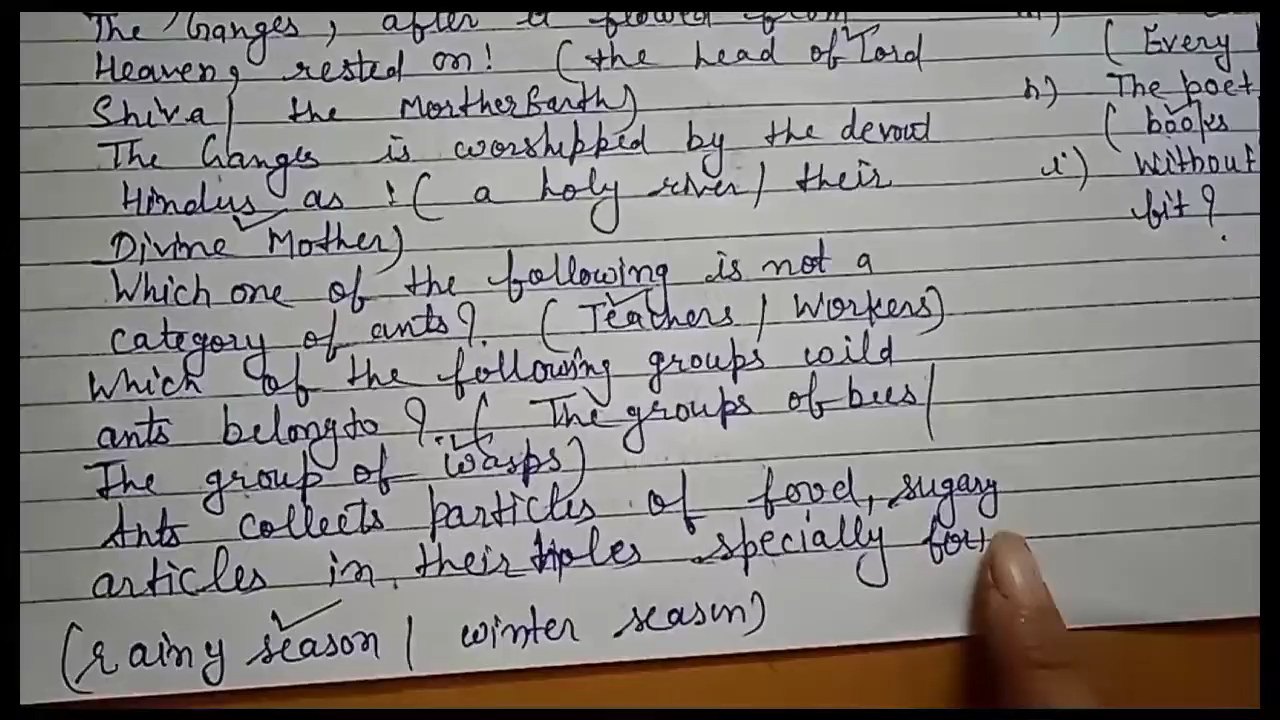 The Ganges, after it flowed from
Heaven, rested on! (the head of Lord
Shiva / the MortherEarth)
The Ganges is worshipped by the devout
Hindus as :( a holy river / their
Divine Mother)
Which one of the following is not a
category of ants? (Teachers / Workers)
Which of the following groups wild
ants belong to ? ( The groups of bees /
The group of wasps)
Ants collects particles of food, sugary
articles in their holes specially for
(rainy season / winter season)
(Every
h) The poet
(books
i) Without
bit?